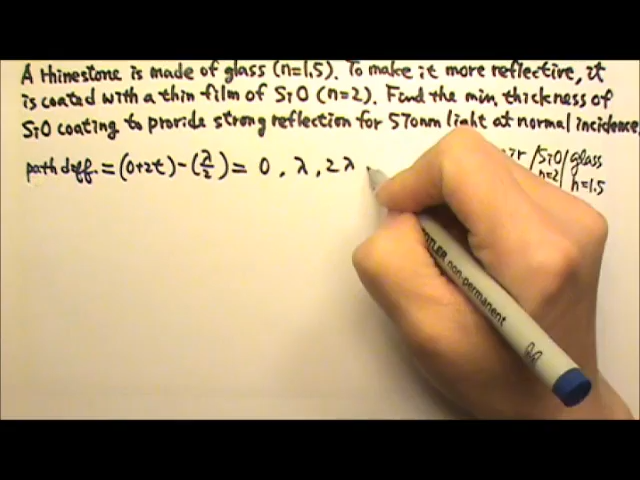 A rhinestone is made of glass (n=1.5). To make it more reflective, it
is coated with a thin film of SiO (n=2). Find the min. thickness of
SiO coating to provide strong reflection for 570nm light at normal incidence.
path diff. = (0+2t) - (λ/2) = 0, λ, 2λ
air / SiO / glass
n=2 / n=1.5
STAEDTLER non-permanent